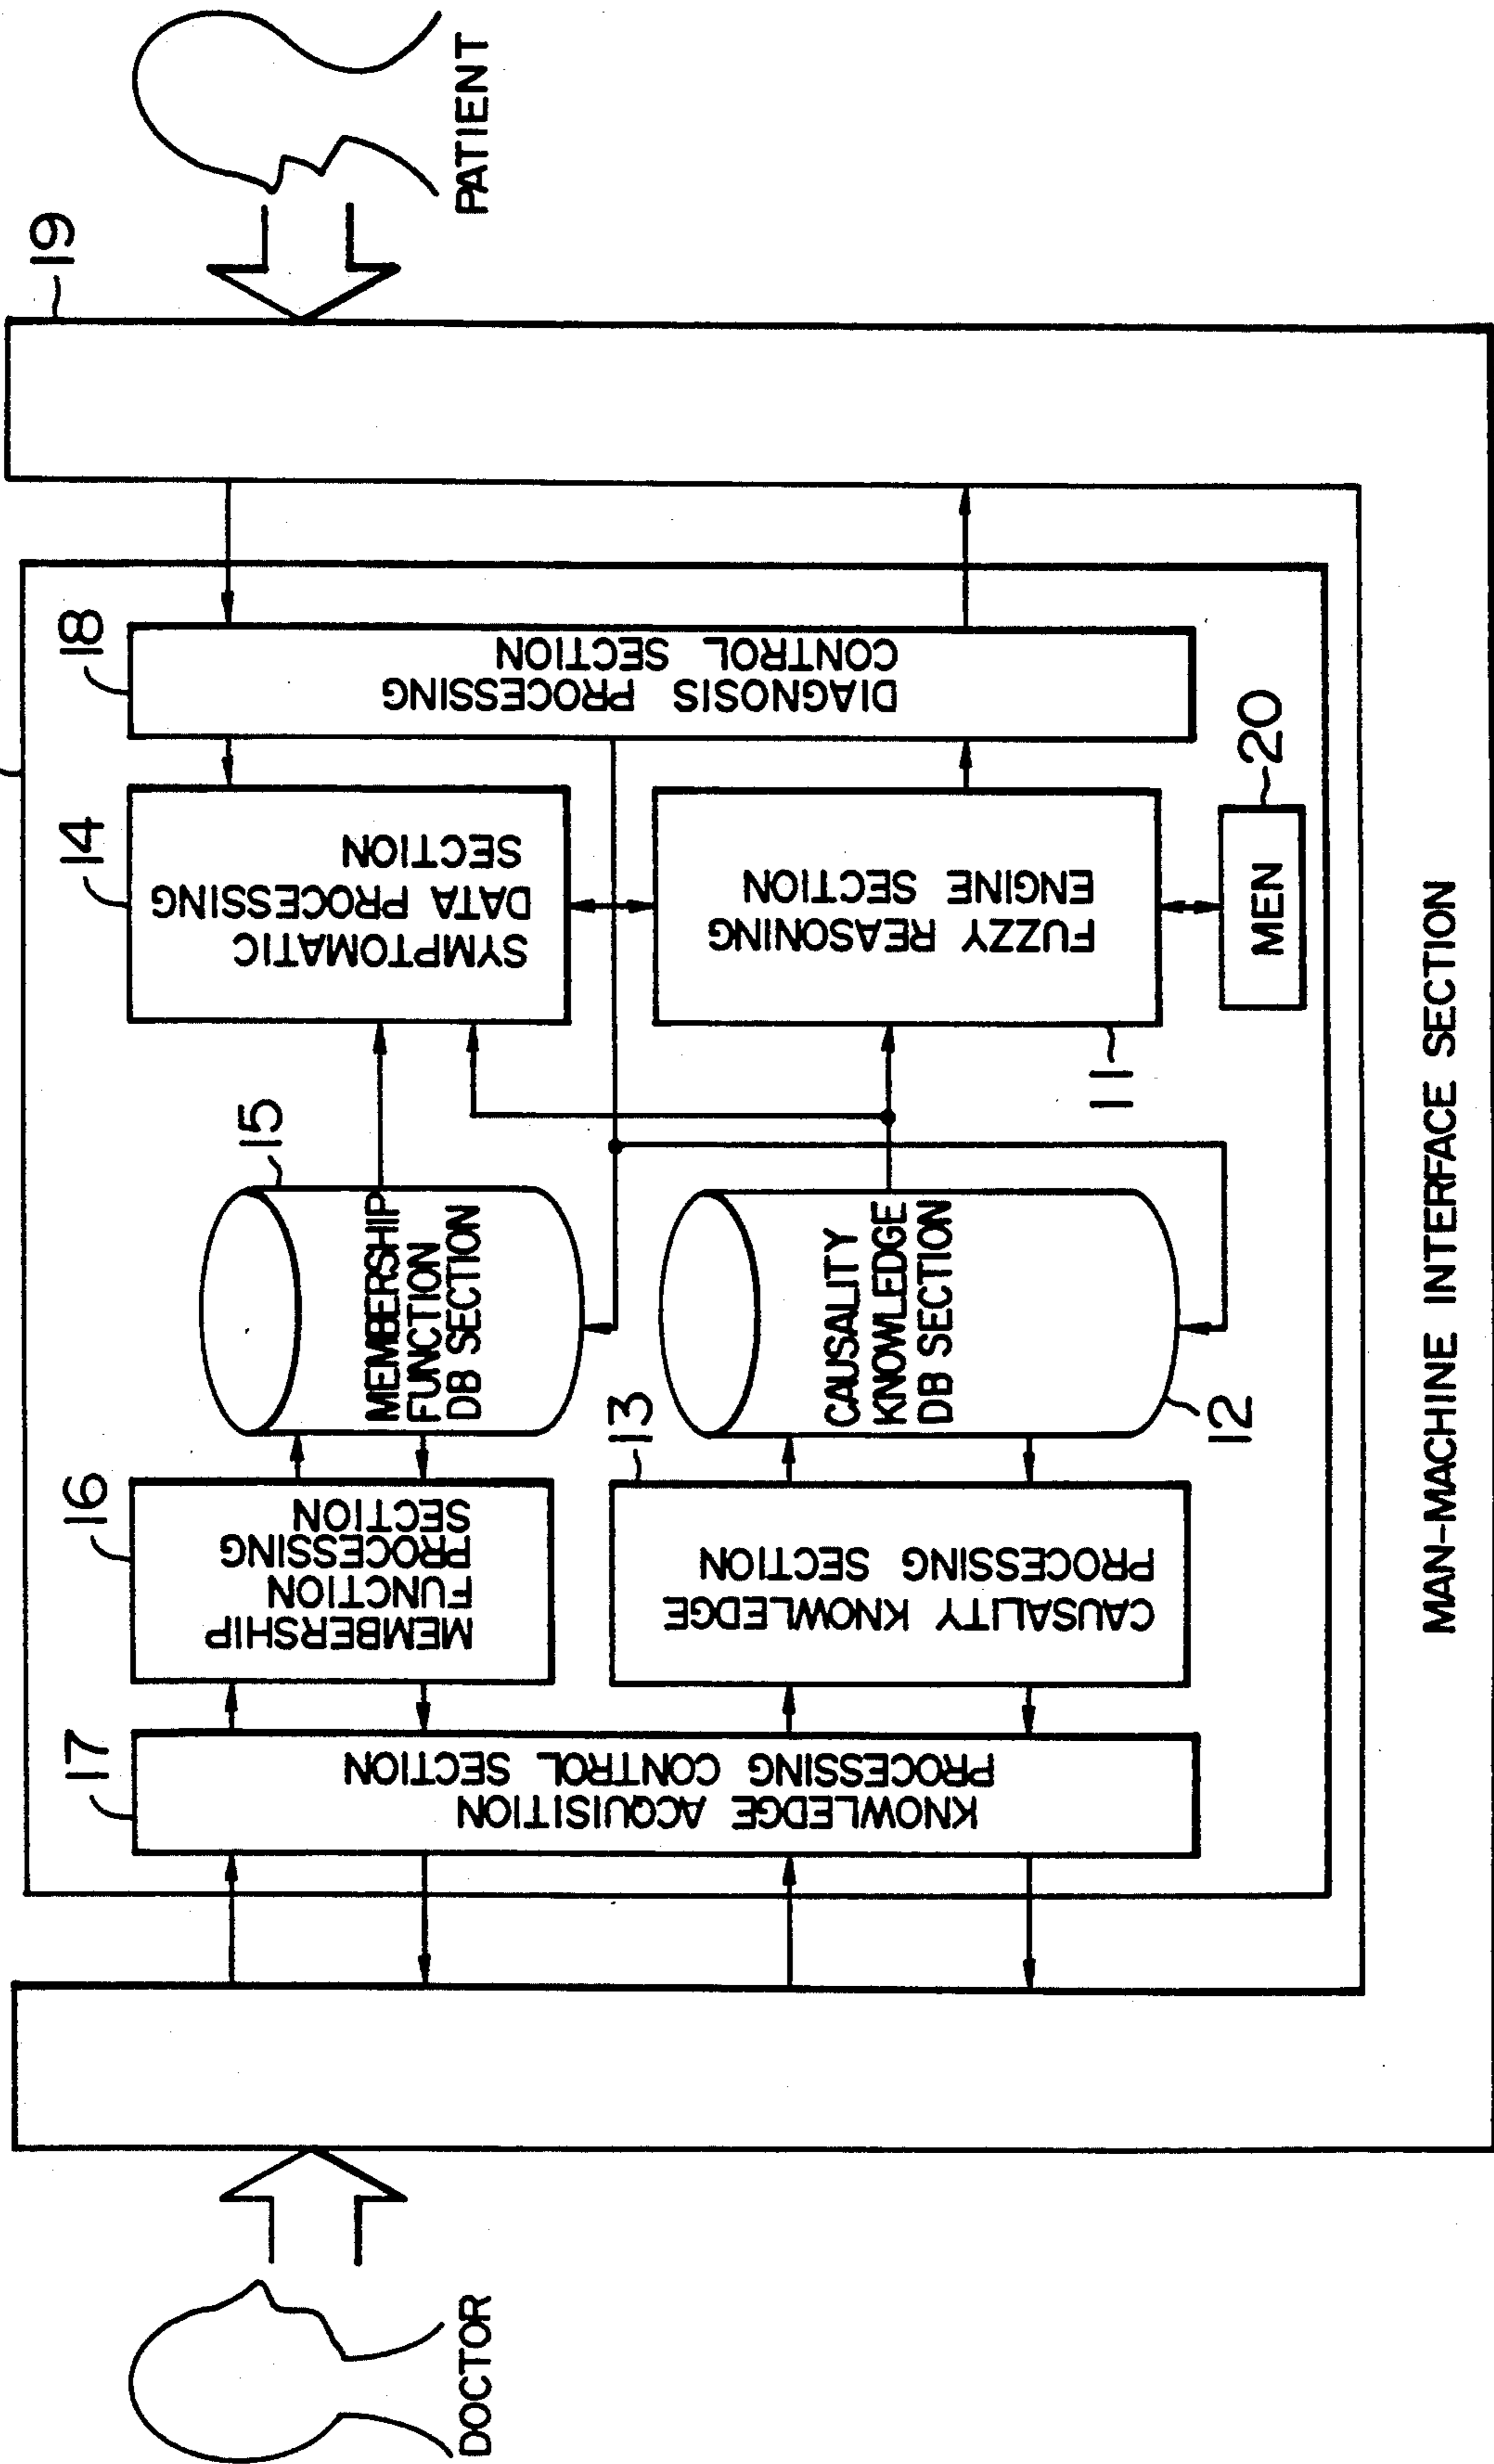 DOCTOR
PATIENT
19
17
KNOWLEDGE ACQUISITION
PROCESSING CONTROL SECTION
16
MEMBERSHIP
FUNCTION
PROCESSING
SECTION
15
MEMBERSHIP
FUNCTION
DB SECTION
14
SYMPTOMATIC
DATA PROCESSING
SECTION
18
DIAGNOSIS PROCESSING
CONTROL SECTION
13
CAUSALITY KNOWLEDGE
PROCESSING SECTION
CAUSALITY
KNOWLEDGE
DB SECTION
12
FUZZY REASONING
ENGINE SECTION
11
MEN
20
MAN-MACHINE INTERFACE SECTION